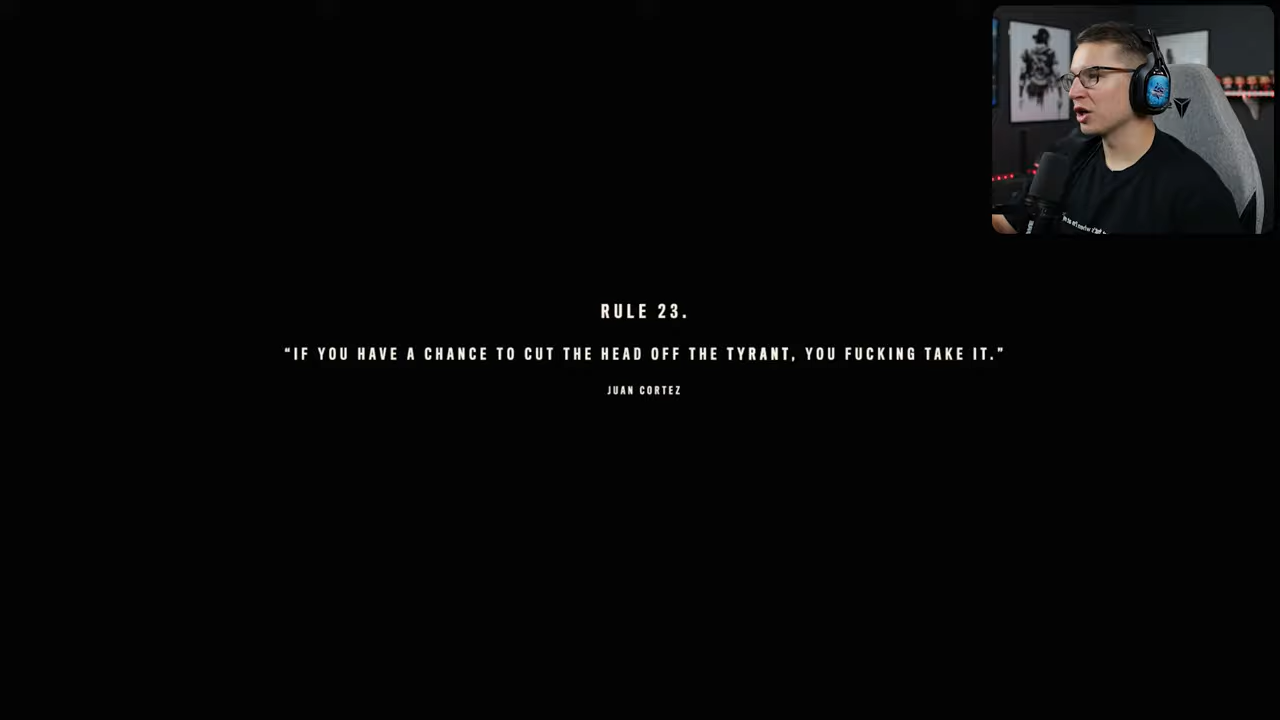 RULE 23.
“IF YOU HAVE A CHANCE TO CUT THE HEAD OFF THE TYRANT, YOU FUCKING TAKE IT.”
JUAN CORTEZ